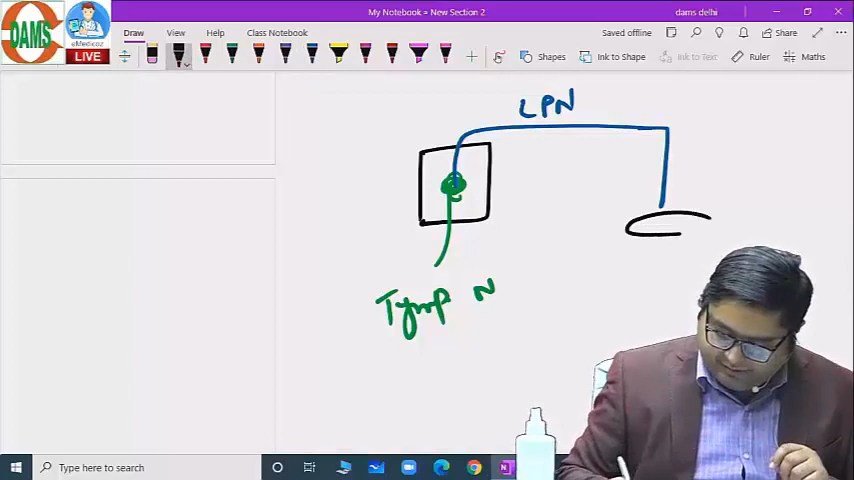 My Notebook » New Section 2
dams delhi
DAMS
eMedicoz
LIVE
Draw
View
Help
Class Notebook
Saved offline
Share
Shapes
Ink to Shape
Ink to Text
Ruler
Maths
LPN
Tymp N
Type here to search